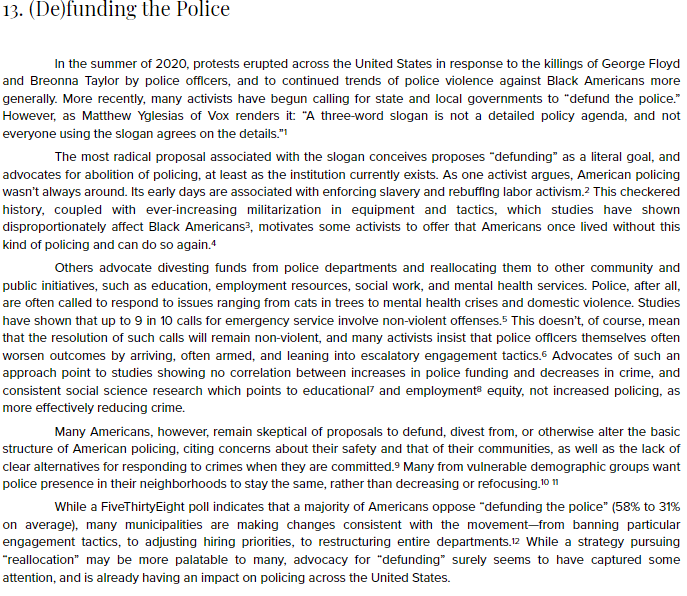 13. (De)funding the Police
In the summer of 2020, protests erupted across the United States in response to the killings of George Floyd
and Breonna Taylor by police officers, and to continued trends of police violence against Black Americans more
generally. More recently, many activists have begun calling for state and local governments to “defund the police.”
However, as Matthew Yglesias of Vox renders it: “A three-word slogan is not a detailed policy agenda, and not
everyone using the slogan agrees on the details.”¹
The most radical proposal associated with the slogan conceives proposes “defunding” as a literal goal, and
advocates for abolition of policing, at least as the institution currently exists. As one activist argues, American policing
wasn’t always around. Its early days are associated with enforcing slavery and rebuffing labor activism.² This checkered
history, coupled with ever-increasing militarization in equipment and tactics, which studies have shown
disproportionately affect Black Americans³, motivates some activists to offer that Americans once lived without this
kind of policing and can do so again.⁴
Others advocate divesting funds from police departments and reallocating them to other community and
public initiatives, such as education, employment resources, social work, and mental health services. Police, after all,
are often called to respond to issues ranging from cats in trees to mental health crises and domestic violence. Studies
have shown that up to 9 in 10 calls for emergency service involve non-violent offenses.⁵ This doesn’t, of course, mean
that the resolution of such calls will remain non-violent, and many activists insist that police officers themselves often
worsen outcomes by arriving, often armed, and leaning into escalatory engagement tactics.⁶ Advocates of such an
approach point to studies showing no correlation between increases in police funding and decreases in crime, and
consistent social science research which points to educational⁷ and employment⁸ equity, not increased policing, as
more effectively reducing crime.
Many Americans, however, remain skeptical of proposals to defund, divest from, or otherwise alter the basic
structure of American policing, citing concerns about their safety and that of their communities, as well as the lack of
clear alternatives for responding to crimes when they are committed.⁹ Many from vulnerable demographic groups want
police presence in their neighborhoods to stay the same, rather than decreasing or refocusing.¹⁰ ¹¹
While a FiveThirtyEight poll indicates that a majority of Americans oppose “defunding the police” (58% to 31%
on average), many municipalities are making changes consistent with the movement—from banning particular
engagement tactics, to adjusting hiring priorities, to restructuring entire departments.¹² While a strategy pursuing
“reallocation” may be more palatable to many, advocacy for “defunding” surely seems to have captured some
attention, and is already having an impact on policing across the United States.